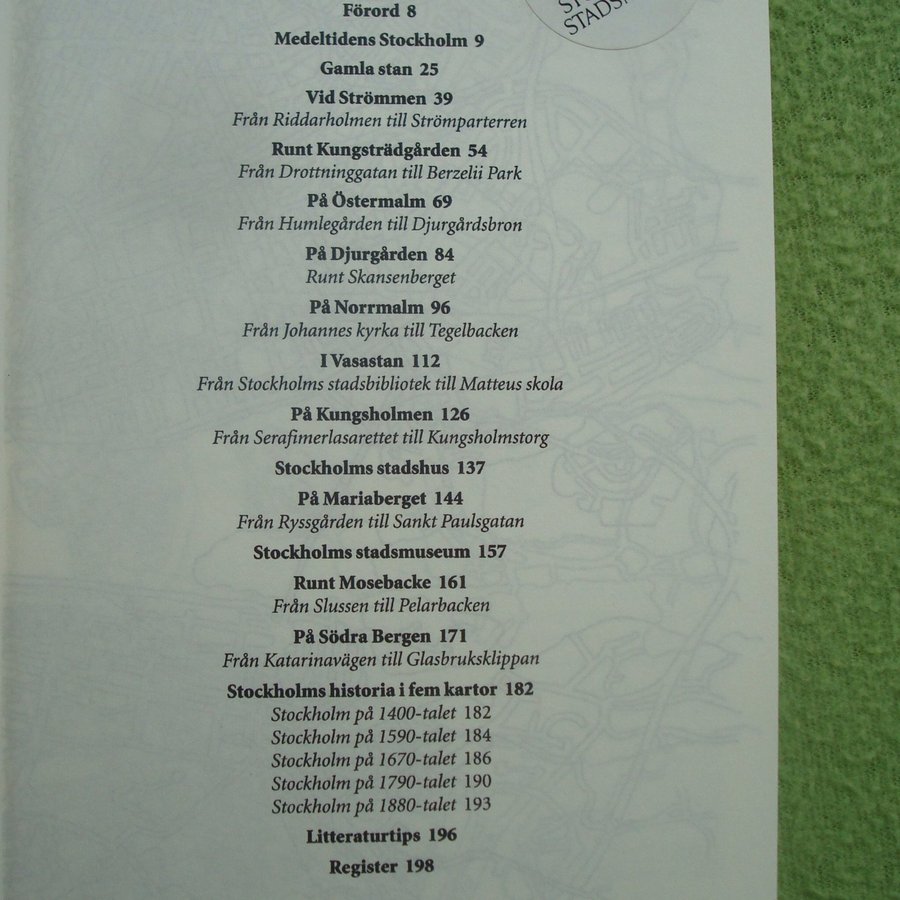 Förord 8
Medeltidens Stockholm 9
Gamla stan 25
Vid Strömmen 39
Från Riddarholmen till Strömparterren
Runt Kungsträdgården 54
Från Drottninggatan till Berzelii Park
På Östermalm 69
Från Humlegården till Djurgårdsbron
På Djurgården 84
Runt Skansenberget
På Norrmalm 96
Från Johannes kyrka till Tegelbacken
I Vasastan 112
Från Stockholms stadsbibliotek till Matteus skola
På Kungsholmen 126
Från Serafimerlasarettet till Kungsholmstorg
Stockholms stadshus 137
På Mariaberget 144
Från Ryssgården till Sankt Paulsgatan
Stockholms stadsmuseum 157
Runt Mosebacke 161
Från Slussen till Pelarbacken
På Södra Bergen 171
Från Katarinavägen till Glasbruksklippan
Stockholms historia i fem kartor 182
Stockholm på 1400-talet 182
Stockholm på 1590-talet 184
Stockholm på 1670-talet 186
Stockholm på 1790-talet 190
Stockholm på 1880-talet 193
Litteraturtips 196
Register 198